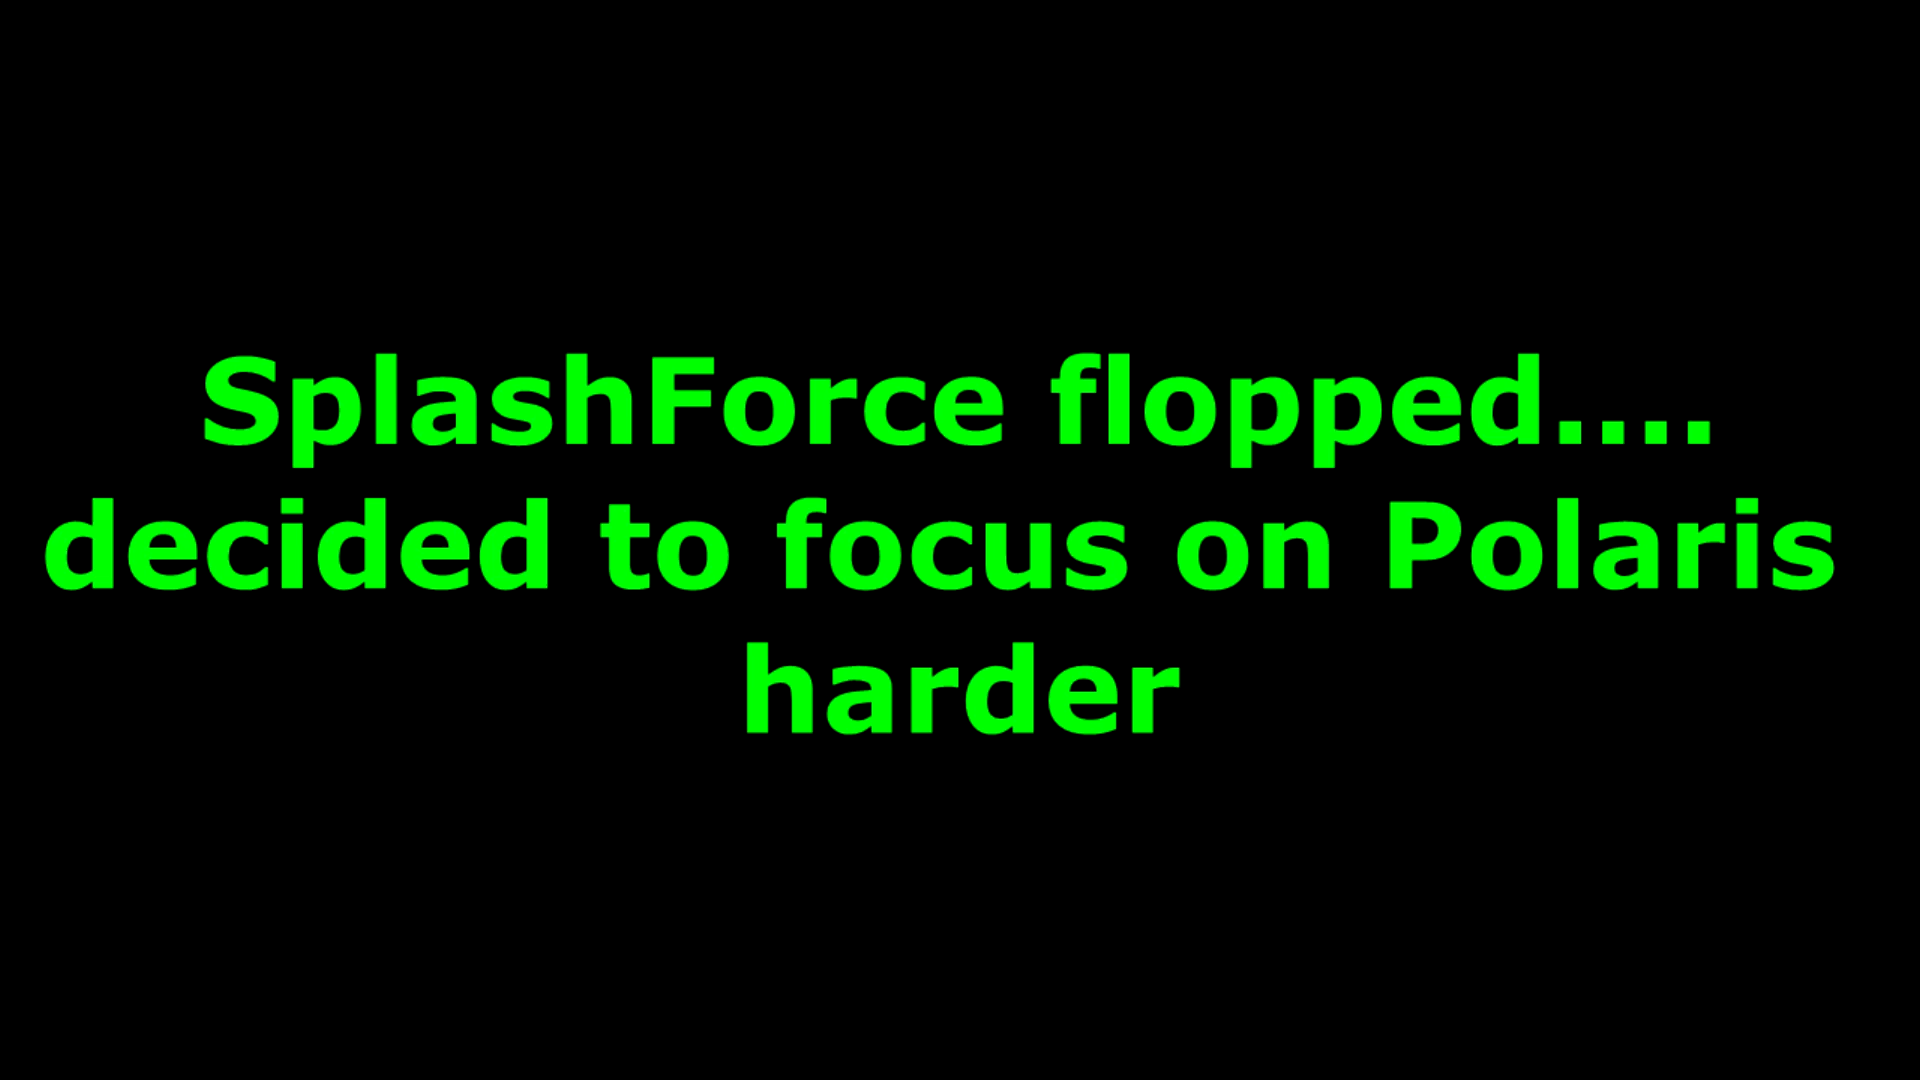 SplashForce flopped....
decided to focus on Polaris
harder